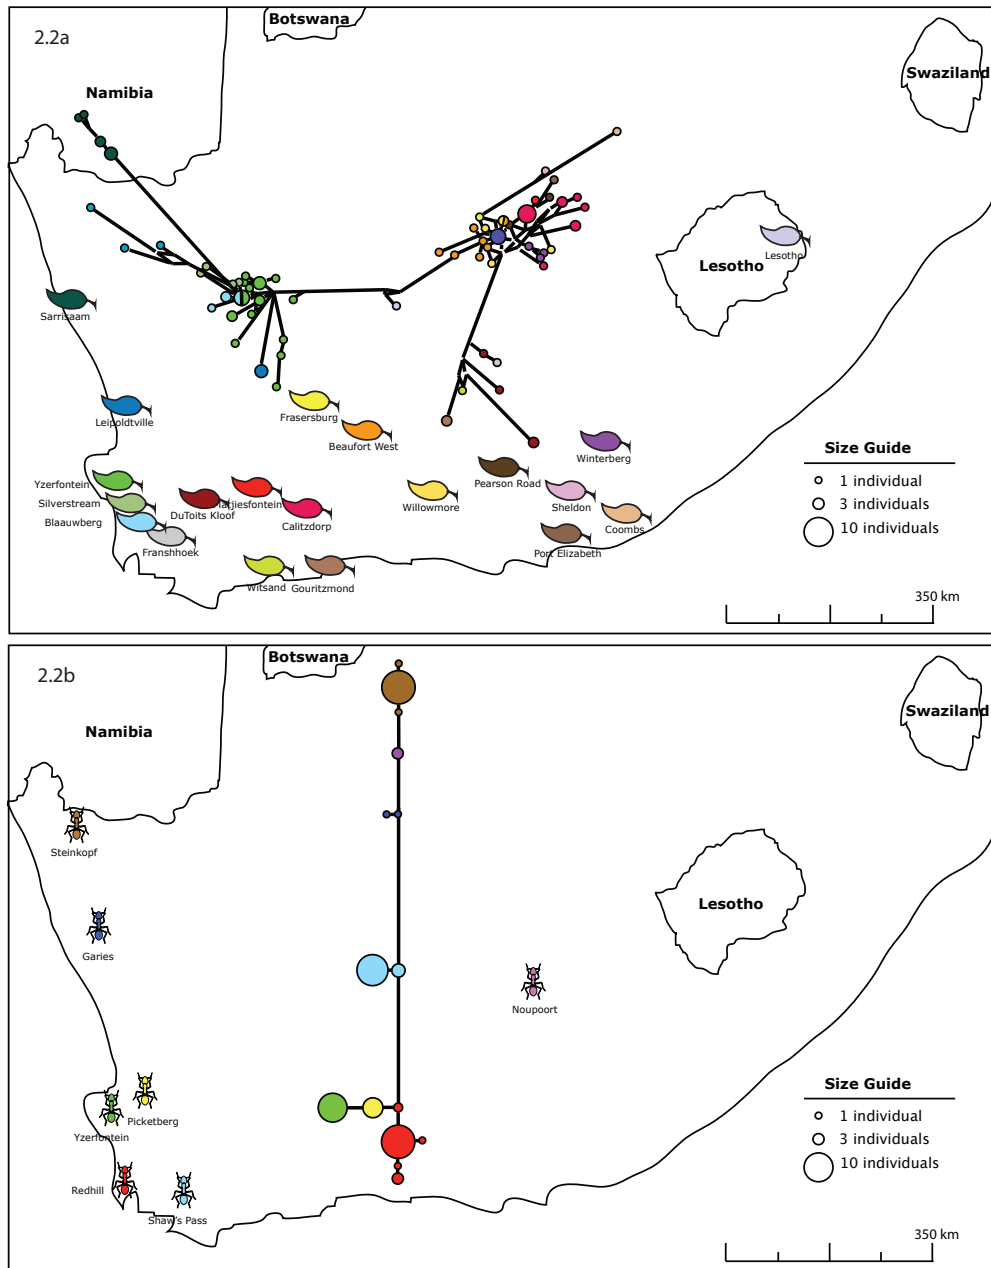 2.2a
Botswana
Namibia
Swaziland
Lesotho
Lesotho
Sarrisaam
Leipoldtville
Frasersburg
Beaufort West
Winterberg
Pearson Road
Yzerfontein
Silverstream
Blaauwberg
DuToits Kloof
jiesfontein
Calitzdorp
Willowmore
Sheldon
Coombs
Franshhoek
Port Elizabeth
Witsand
Gouritzmond
Size Guide
1 individual
3 individuals
10 individuals
350 km
2.2b
Botswana
Namibia
Swaziland
Lesotho
Steinkopf
Garies
Noupoort
Picketberg
Yzerfontein
Redhill
Shaw's Pass
Size Guide
1 individual
3 individuals
10 individuals
350 km